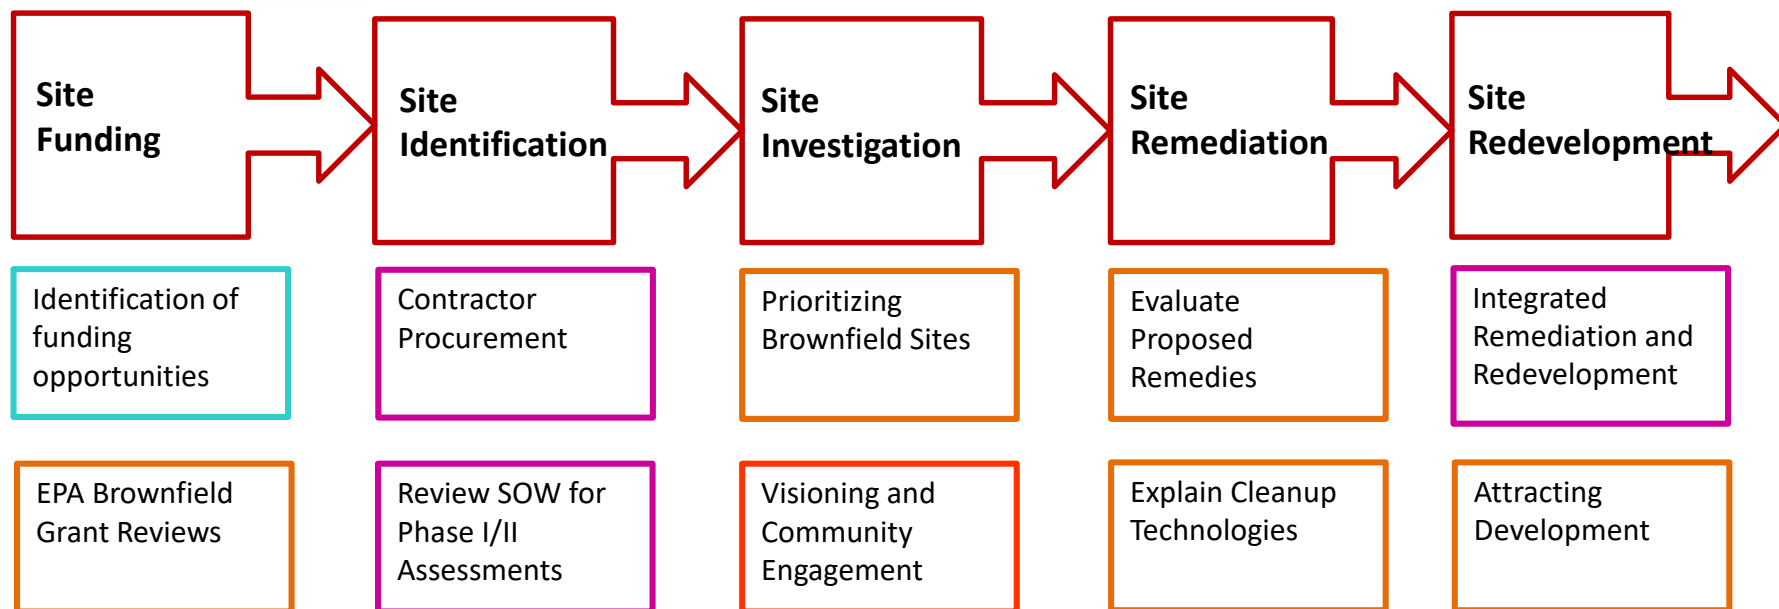 Site
Funding
Site
Identification
Site
Investigation
Site
Remediation
Site
Redevelopment
Identification of
funding
opportunities
Contractor
Procurement
Prioritizing
Brownfield Sites
Evaluate
Proposed
Remedies
Integrated
Remediation and
Redevelopment
EPA Brownfield
Grant Reviews
Review SOW for
Phase I/II
Assessments
Visioning and
Community
Engagement
Explain Cleanup
Technologies
Attracting
Development